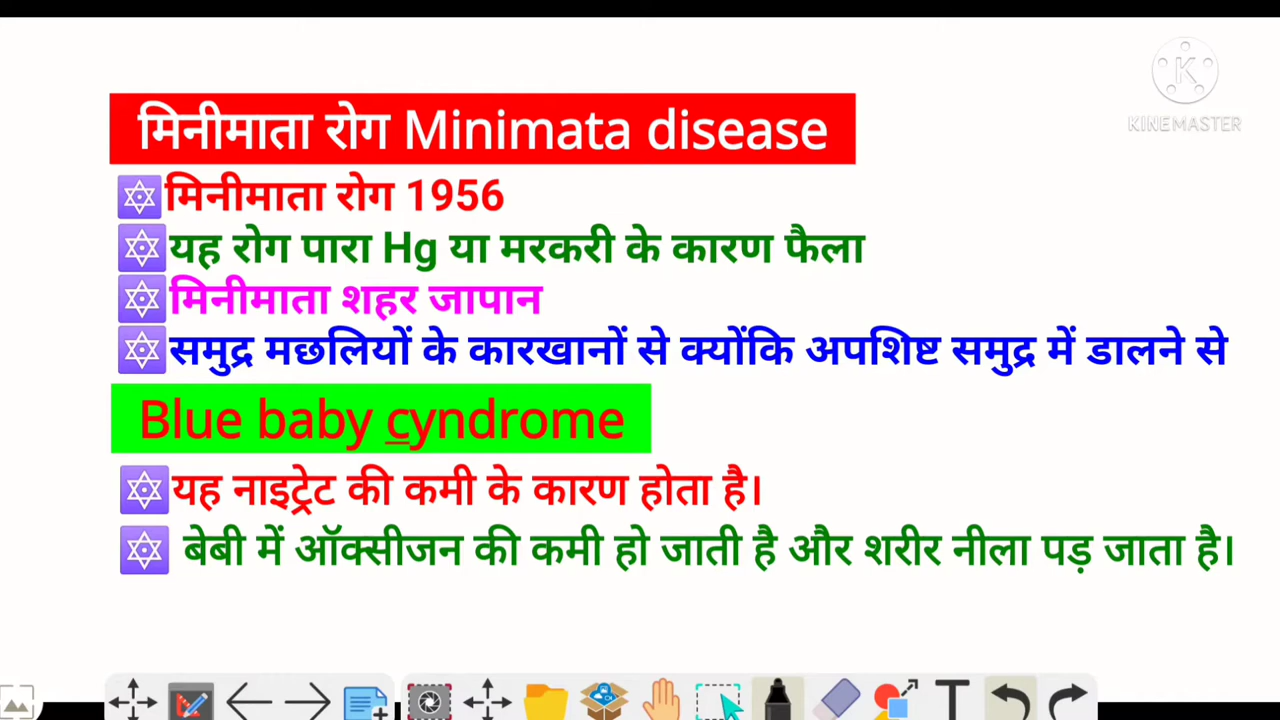 KINEMASTER
मिनीमाता रोग Minimata disease
मिनीमाता रोग 1956
यह रोग पारा Hg या मरकरी के कारण फैला
मिनीमाता शहर जापान
समुद्र मछलियों के कारखानों से क्योंकि अपशिष्ट समुद्र में डालने से
Blue baby cyndrome
यह नाइट्रेट की कमी के कारण होता है।
बेबी में ऑक्सीजन की कमी हो जाती है और शरीर नीला पड़ जाता है।